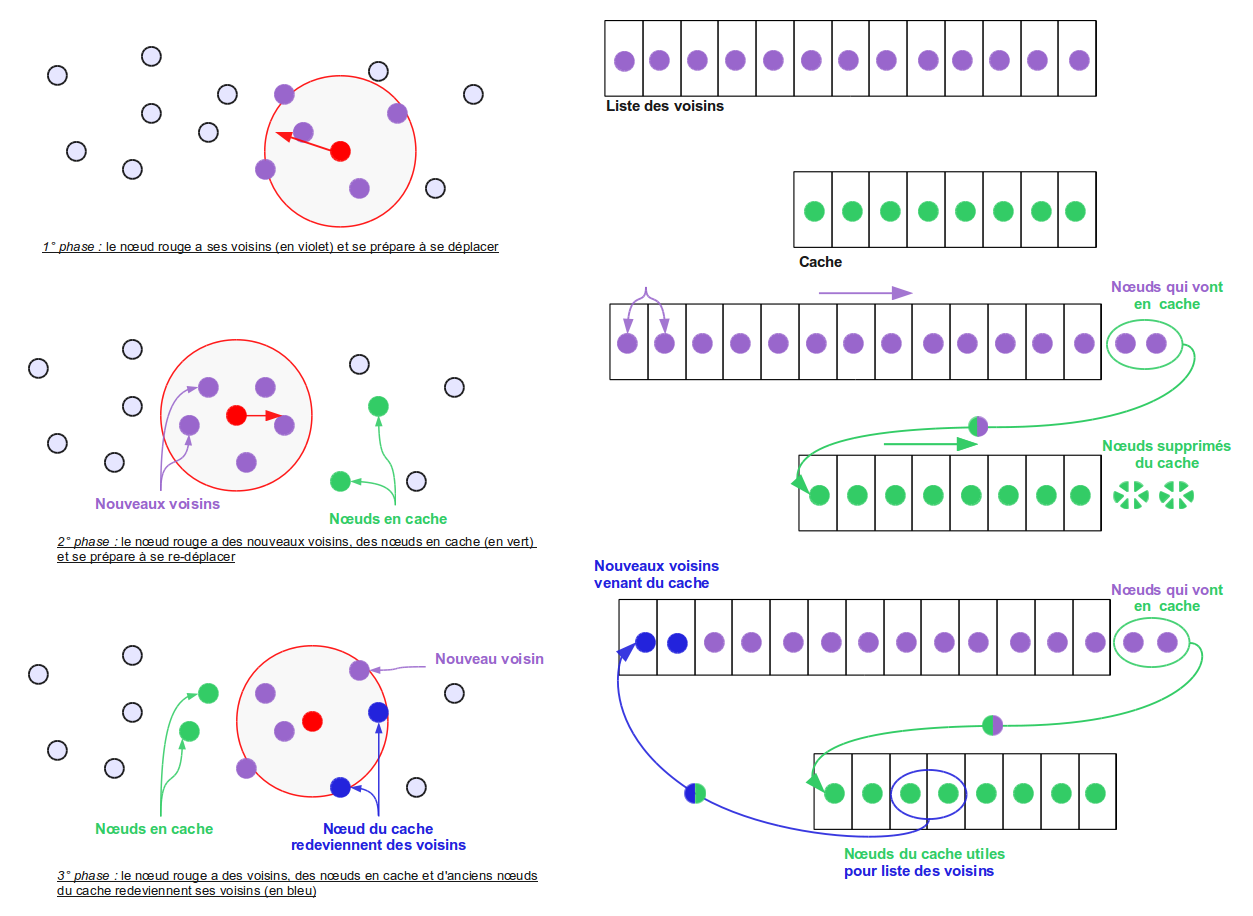 Liste des voisins
Cache
1° phase : le nœud rouge a ses voisins (en violet) et se prépare à se déplacer
Nœuds qui vont
en cache
Nœuds supprimés
du cache
Nouveaux voisins
Nœuds en cache
2° phase : le nœud rouge a des nouveaux voisins, des nœuds en cache (en vert)
et se prépare à se re-déplacer
Nouveaux voisins
venant du cache
Nœuds qui vont
en cache
Nouveau voisin
Nœuds en cache
Nœud du cache
redeviennent des voisins
Nœuds du cache utiles
pour liste des voisins
3° phase : le nœud rouge a des voisins, des nœuds en cache et d'anciens nœuds
du cache redeviennent ses voisins (en bleu)